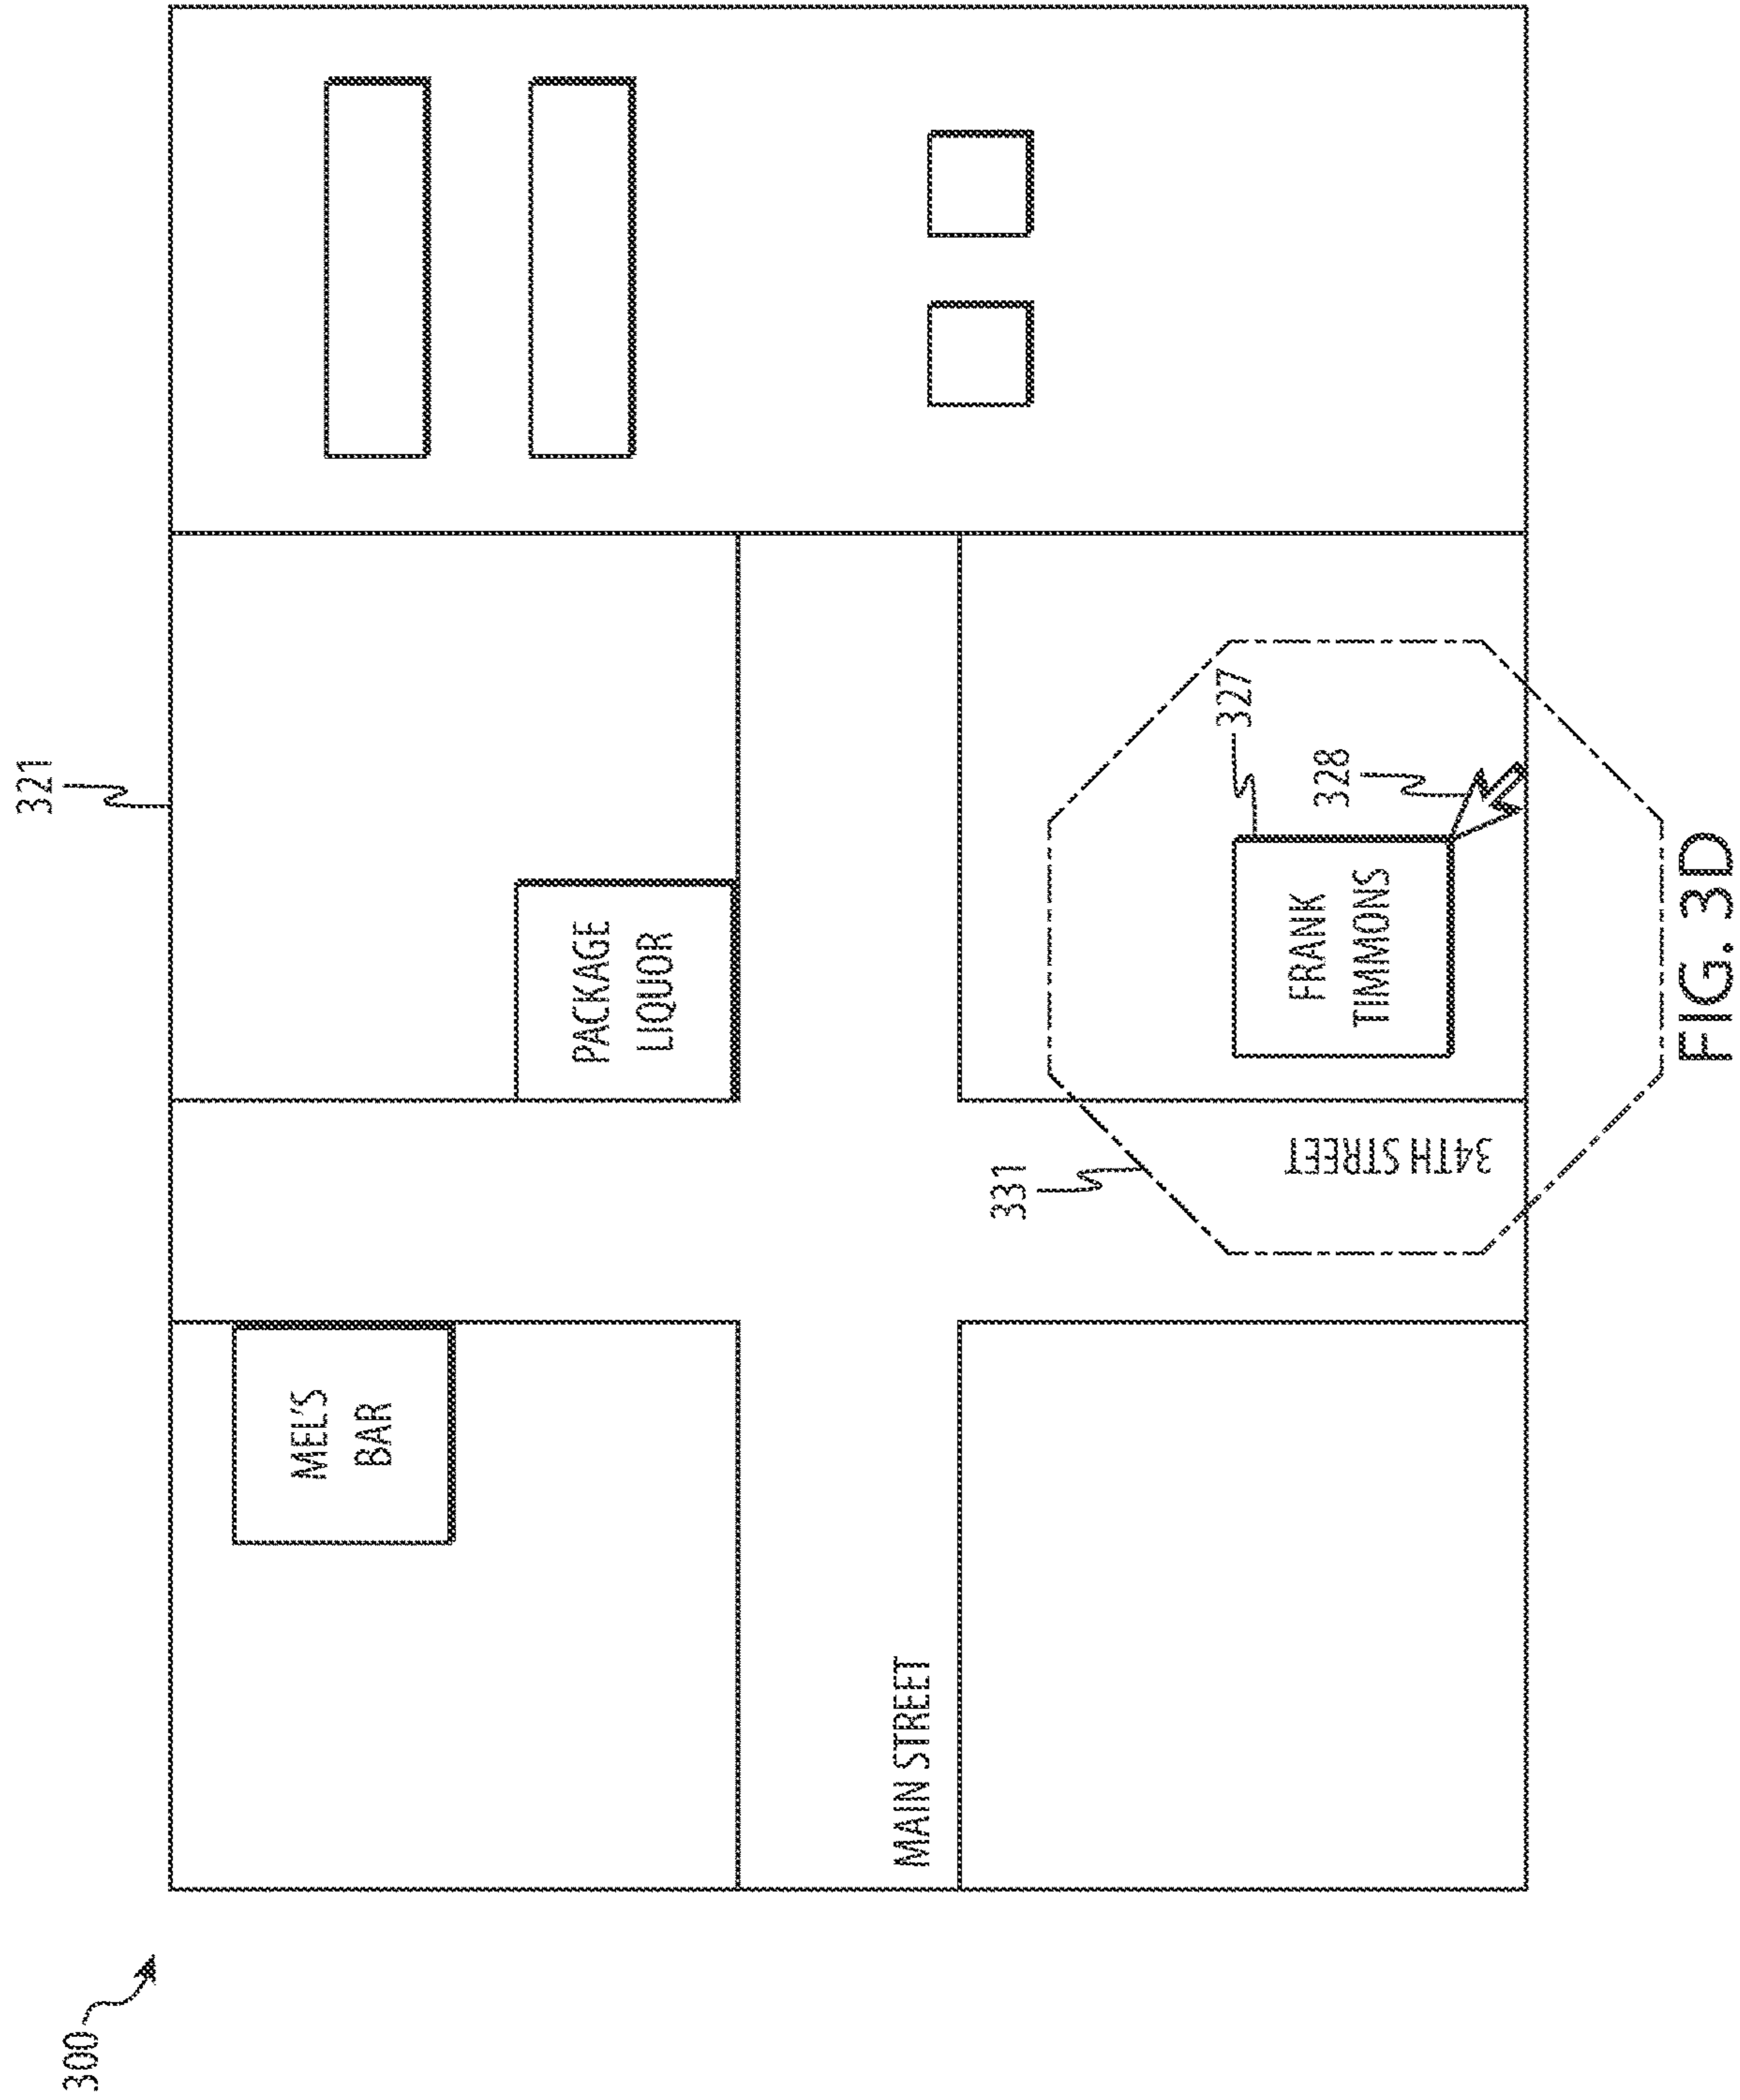 300
321
MEL'S
BAR
PACKAGE
LIQUOR
MAIN STREET
331
34TH STREET
327
328
FRANK
TIMMONS
FIG. 3D